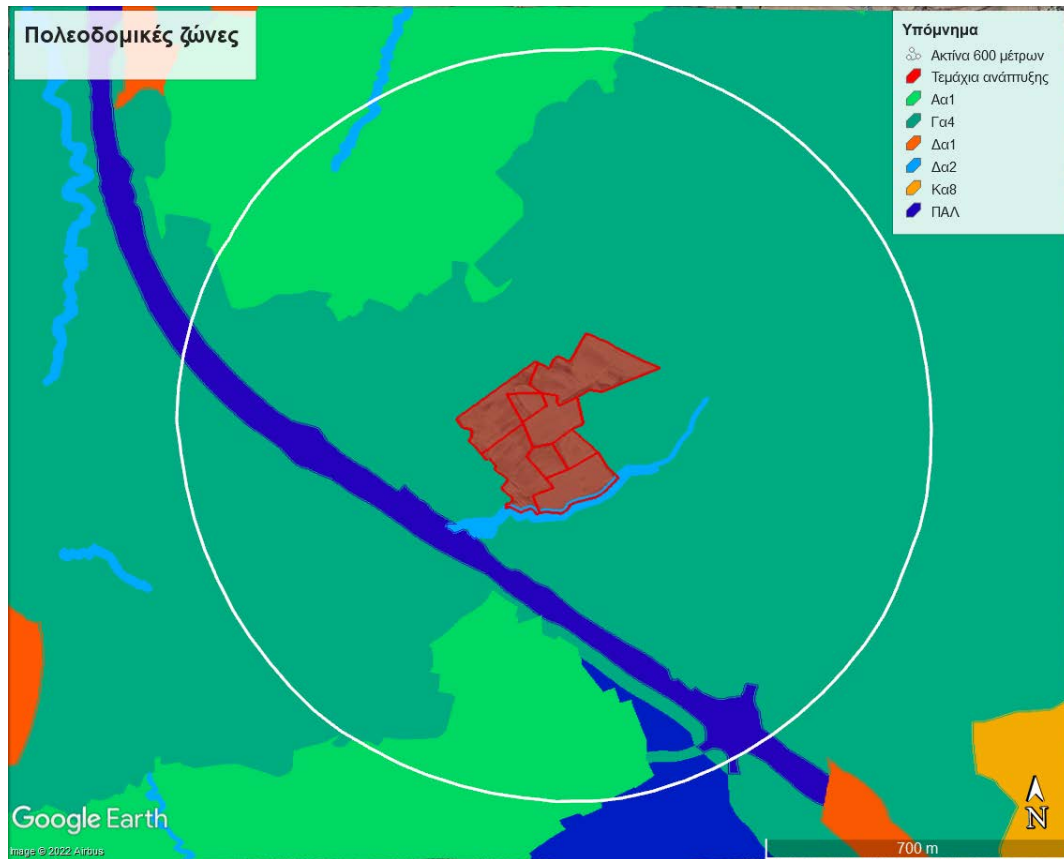 Πολεοδομικές ζώνες
Υπόμνημα
Ακτίνα 600 μέτρων
Τεμάχια ανάπτυξης
Αα1
Γα4
Δα1
Δα2
Κα8
ΠΑΛ
Google Earth
Image © 2022 Airbus
N
700 m